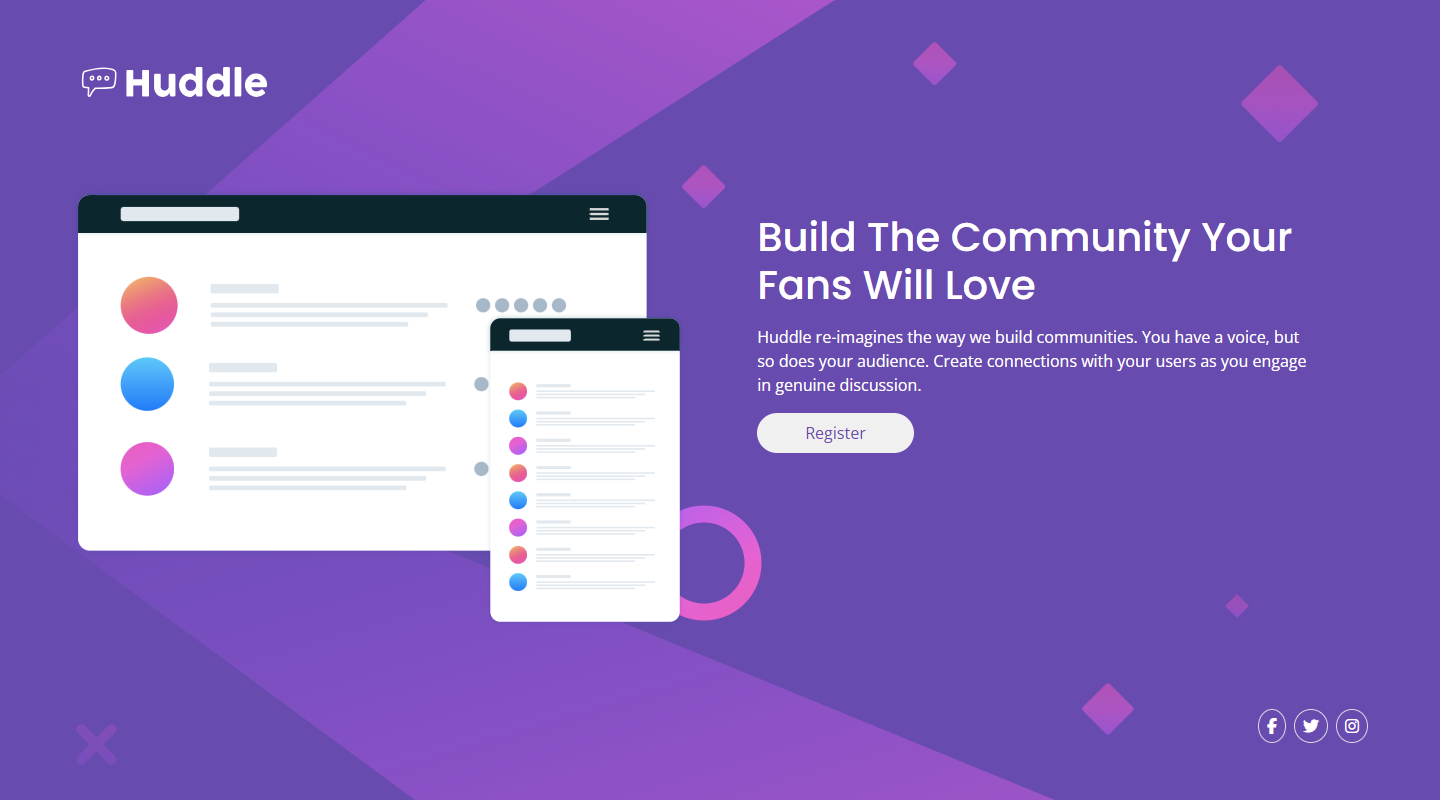 Huddle
Build The Community Your
Fans Will Love
Huddle re-imagines the way we build communities. You have a voice, but
so does your audience. Create connections with your users as you engage
in genuine discussion.
Register